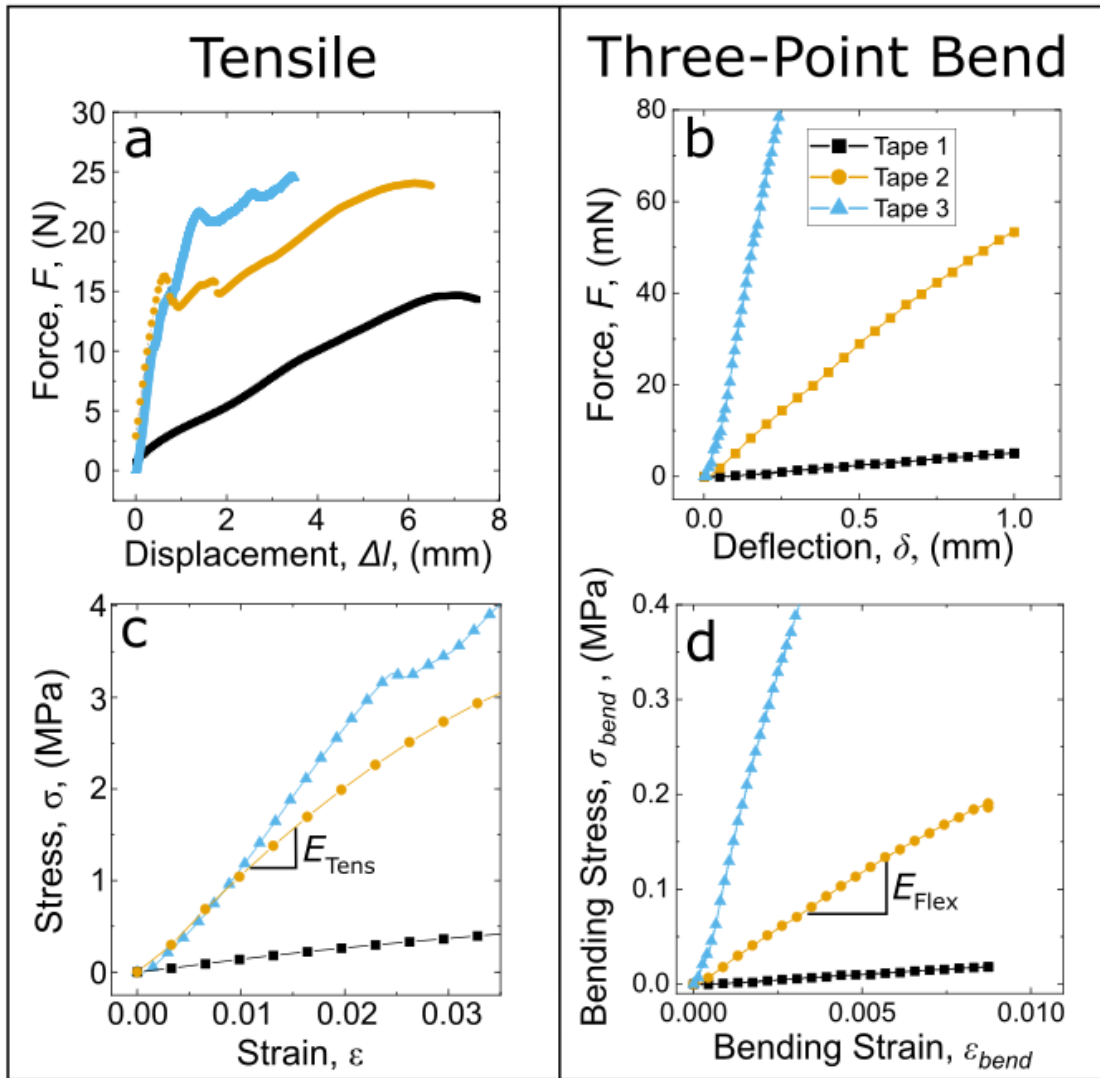 Tensile
Three-Point Bend
a
30
25
20
15
10
5
0
Force, F, (N)
0 2 4 6 8
Displacement, Δl, (mm)
b
Tape 1
Tape 2
Tape 3
80
60
40
20
0
Force, F, (mN)
0.0 0.5 1.0
Deflection, δ, (mm)
c
4
3
2
1
0
Stress, σ, (MPa)
E_Tens
0.00 0.01 0.02 0.03
Strain, ε
d
0.4
0.3
0.2
0.1
0.0
Bending Stress, σ_bend, (MPa)
E_Flex
0.000 0.005 0.010
Bending Strain, ε_bend